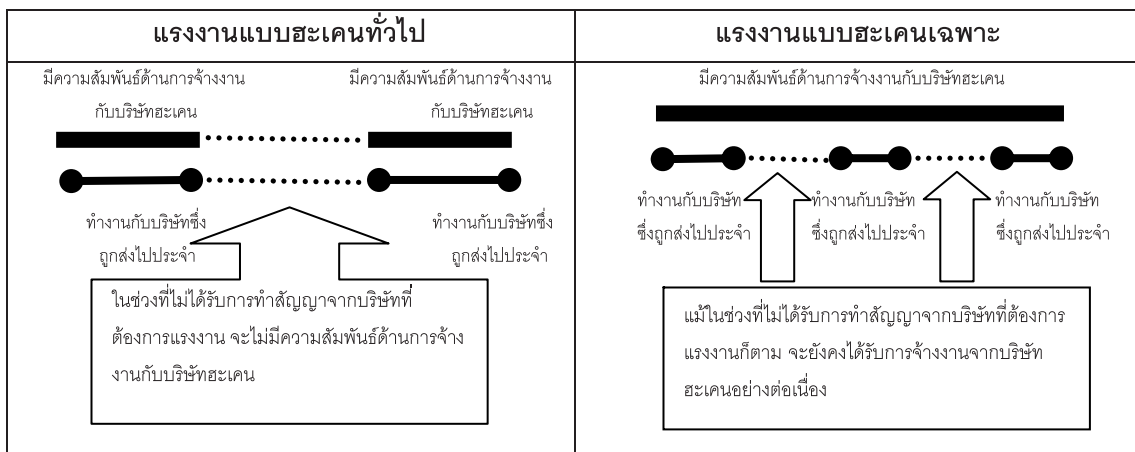 แรงงานแบบฮะเคนทั่วไป
มีความสัมพันธ์ด้านการจ้างงาน
กับบริษัทฮะเคน
มีความสัมพันธ์ด้านการจ้างงาน
กับบริษัทฮะเคน
ทำงานกับบริษัทซึ่ง
ถูกส่งไปประจำ
ทำงานกับบริษัทซึ่ง
ถูกส่งไปประจำ
ในช่วงที่ไม่ได้รับการทำสัญญาจากบริษัทที่
ต้องการแรงงาน จะไม่มีความสัมพันธ์ด้านการจ้าง
งานกับบริษัทฮะเคน
แรงงานแบบฮะเคนเฉพาะ
มีความสัมพันธ์ด้านการจ้างงานกับบริษัทฮะเคน
ทำงานกับบริษัท
ซึ่งถูกส่งไปประจำ
ทำงานกับบริษัท
ซึ่งถูกส่งไปประจำ
ทำงานกับบริษัท
ซึ่งถูกส่งไปประจำ
แม้ในช่วงที่ไม่ได้รับการทำสัญญาจากบริษัทที่ต้องการ
แรงงานก็ตาม จะยังคงได้รับการจ้างงานจากบริษัท
ฮะเคนอย่างต่อเนื่อง